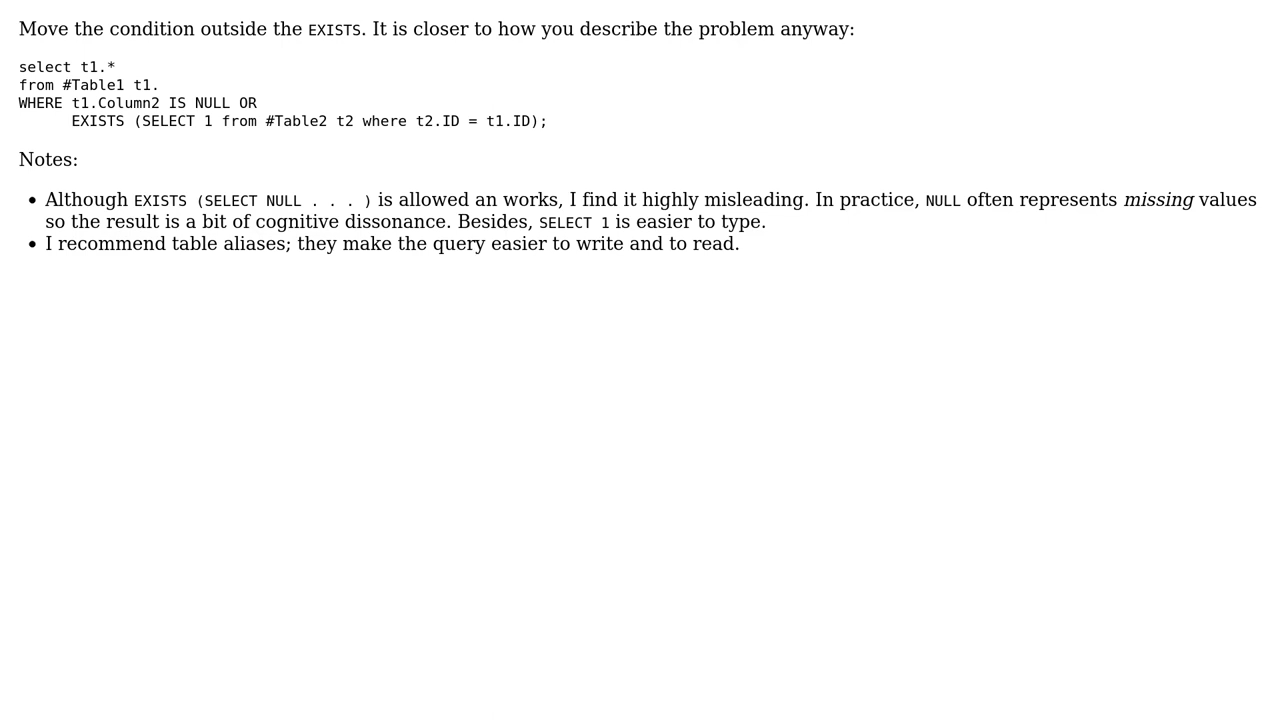 Move the condition outside the EXISTS. It is closer to how you describe the problem anyway:
select t1.*
from #Table1 t1.
WHERE t1.Column2 IS NULL OR
      EXISTS (SELECT 1 from #Table2 t2 where t2.ID = t1.ID);
Notes:
• Although EXISTS (SELECT NULL . . . ) is allowed an works, I find it highly misleading. In practice, NULL often represents missing values
so the result is a bit of cognitive dissonance. Besides, SELECT 1 is easier to type.
• I recommend table aliases; they make the query easier to write and to read.